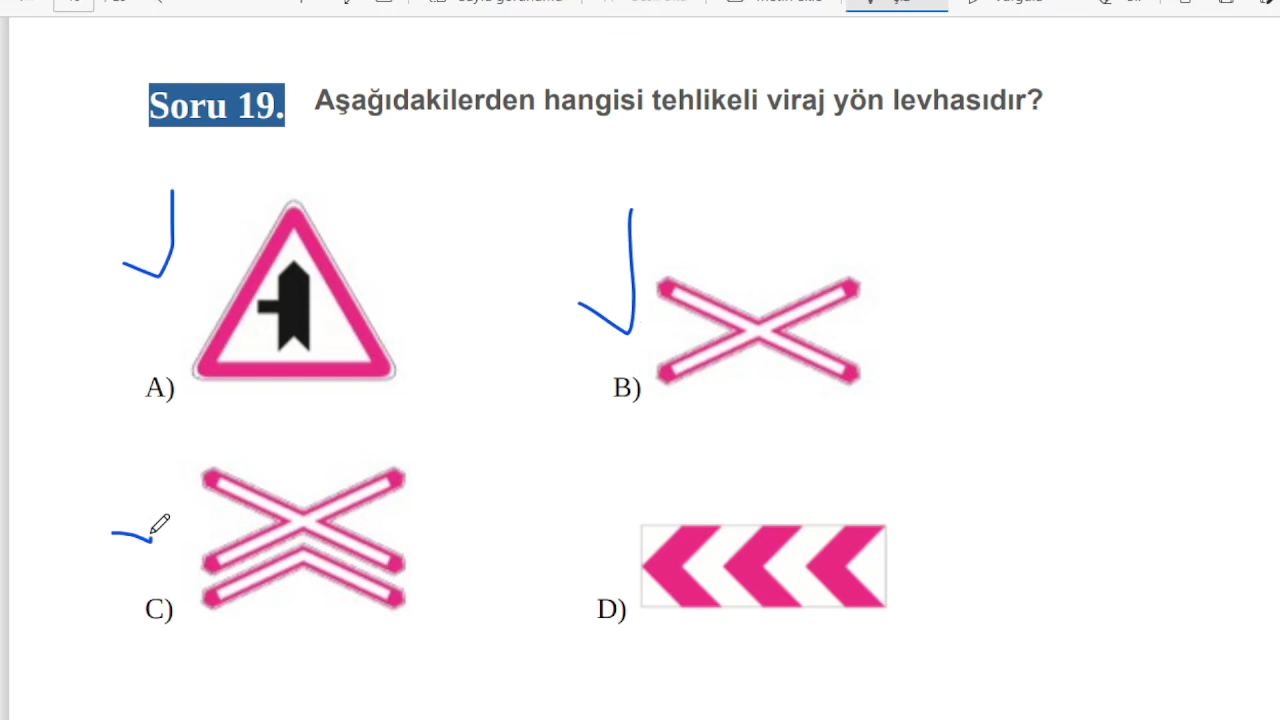 Soru 19. Aşağıdakilerden hangisi tehlikeli viraj yön levhasıdır?
A)
B)
C)
D)